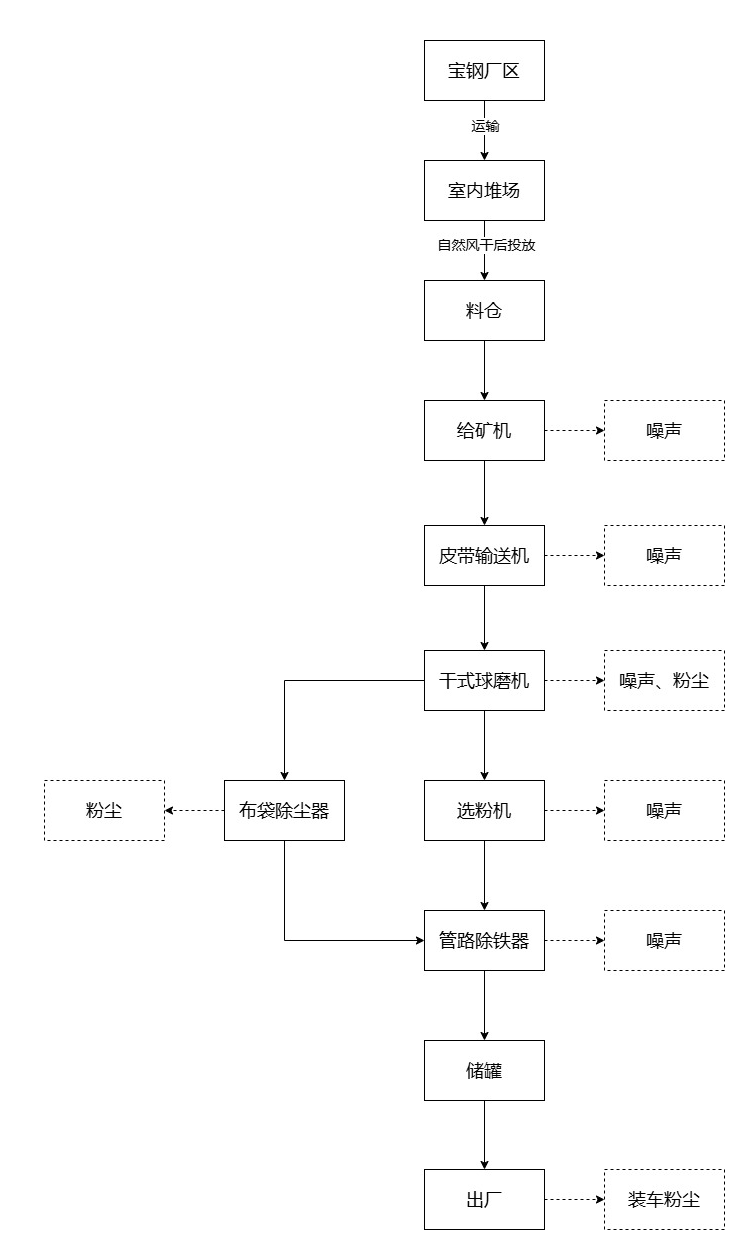 宝钢厂区
运输
室内堆场
自然风干后投放
料仓
给矿机
噪声
皮带输送机
噪声
干式球磨机
噪声、粉尘
粉尘
布袋除尘器
选粉机
噪声
管路除铁器
噪声
储罐
出厂
装车粉尘